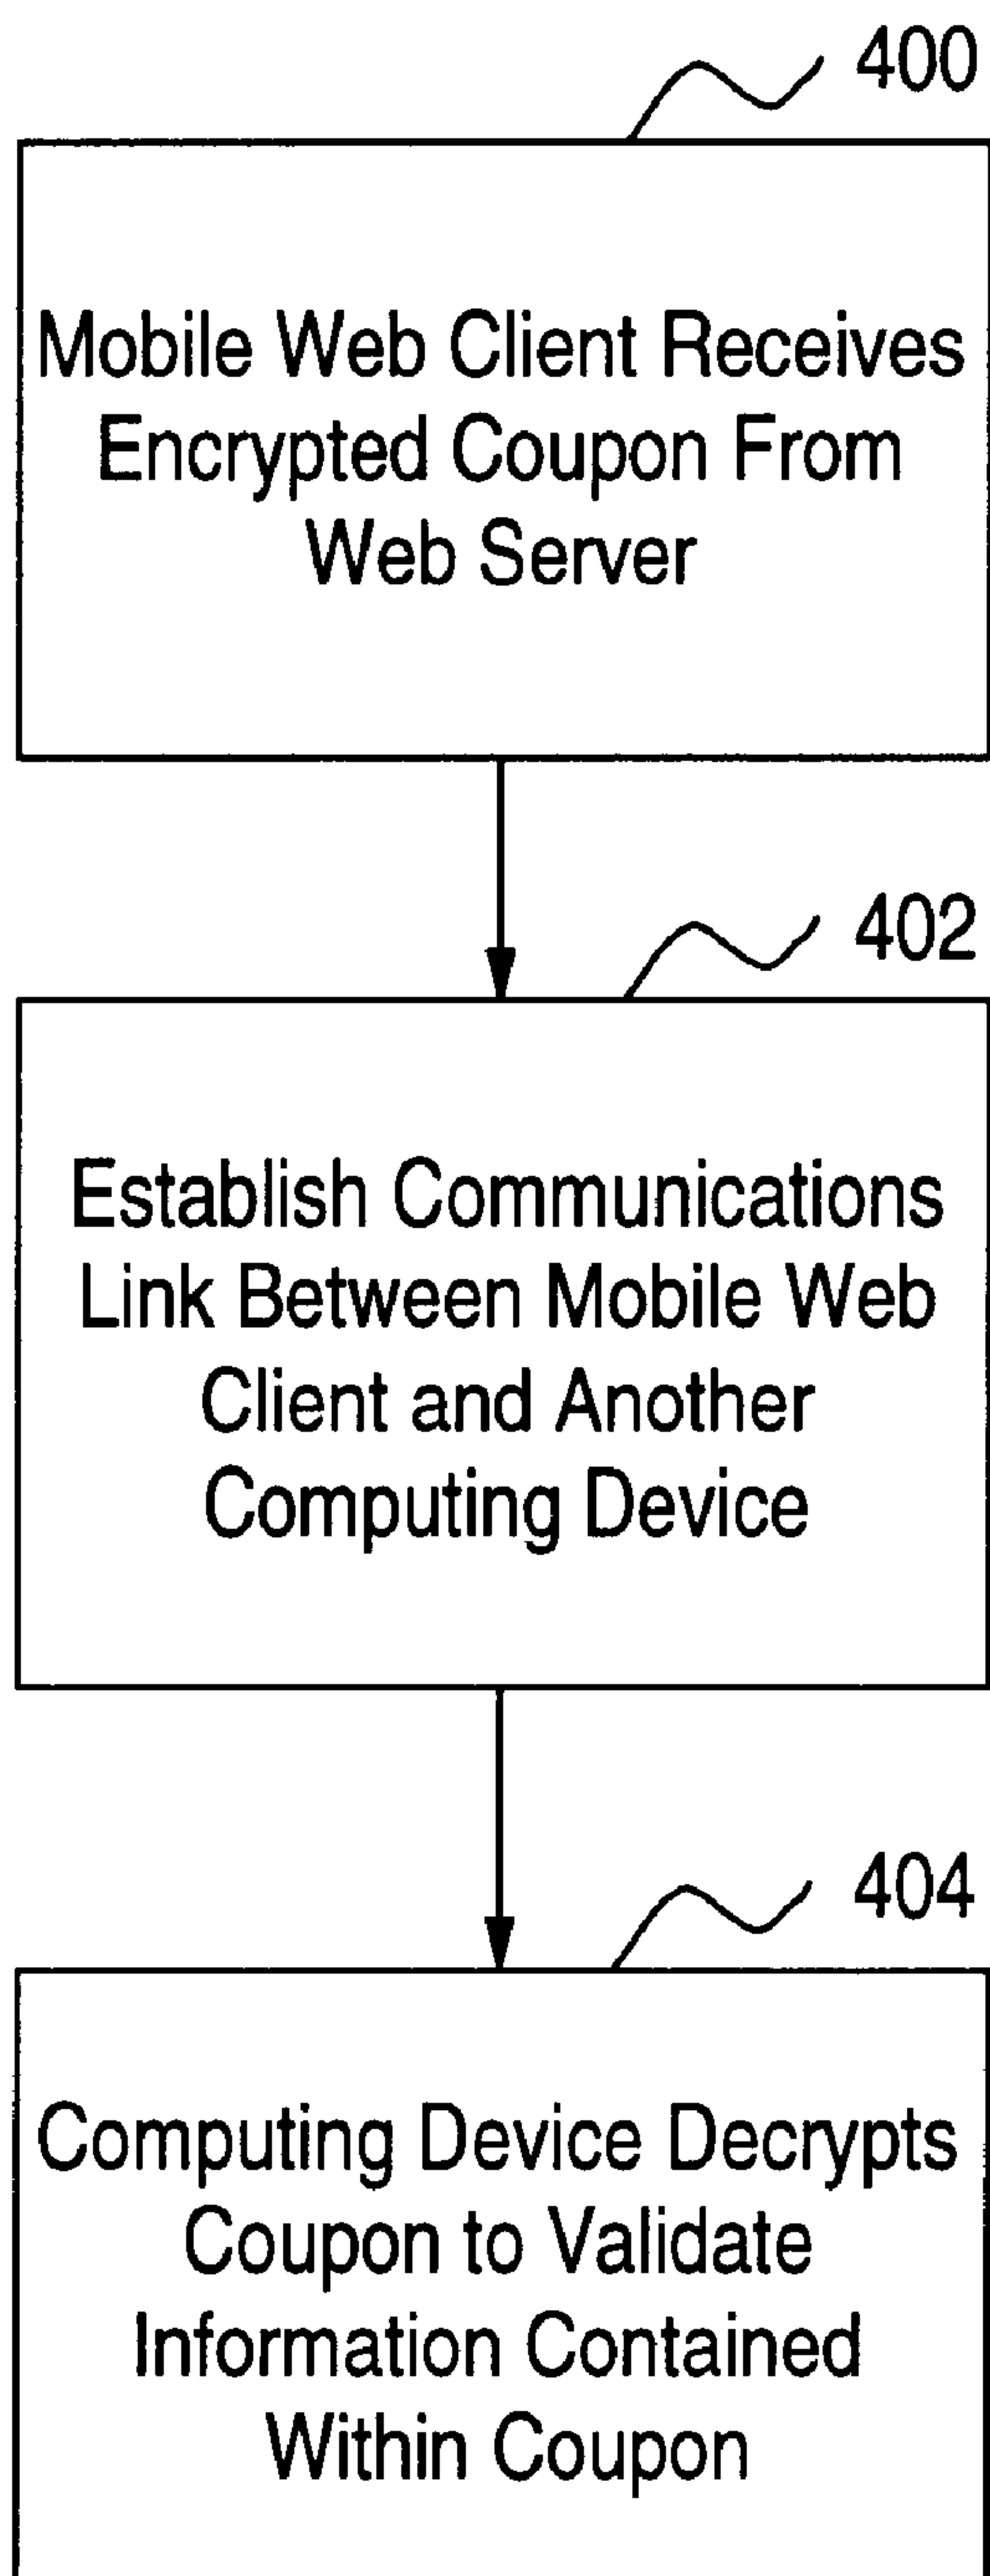 400
Mobile Web Client Receives
Encrypted Coupon From
Web Server
402
Establish Communications
Link Between Mobile Web
Client and Another
Computing Device
404
Computing Device Decrypts
Coupon to Validate
Information Contained
Within Coupon